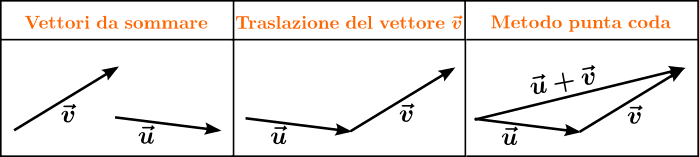 Vettori da sommare
Traslazione del vettore v⃗
Metodo punta coda
v⃗
u⃗
u⃗
v⃗
u⃗ + v⃗
u⃗
v⃗